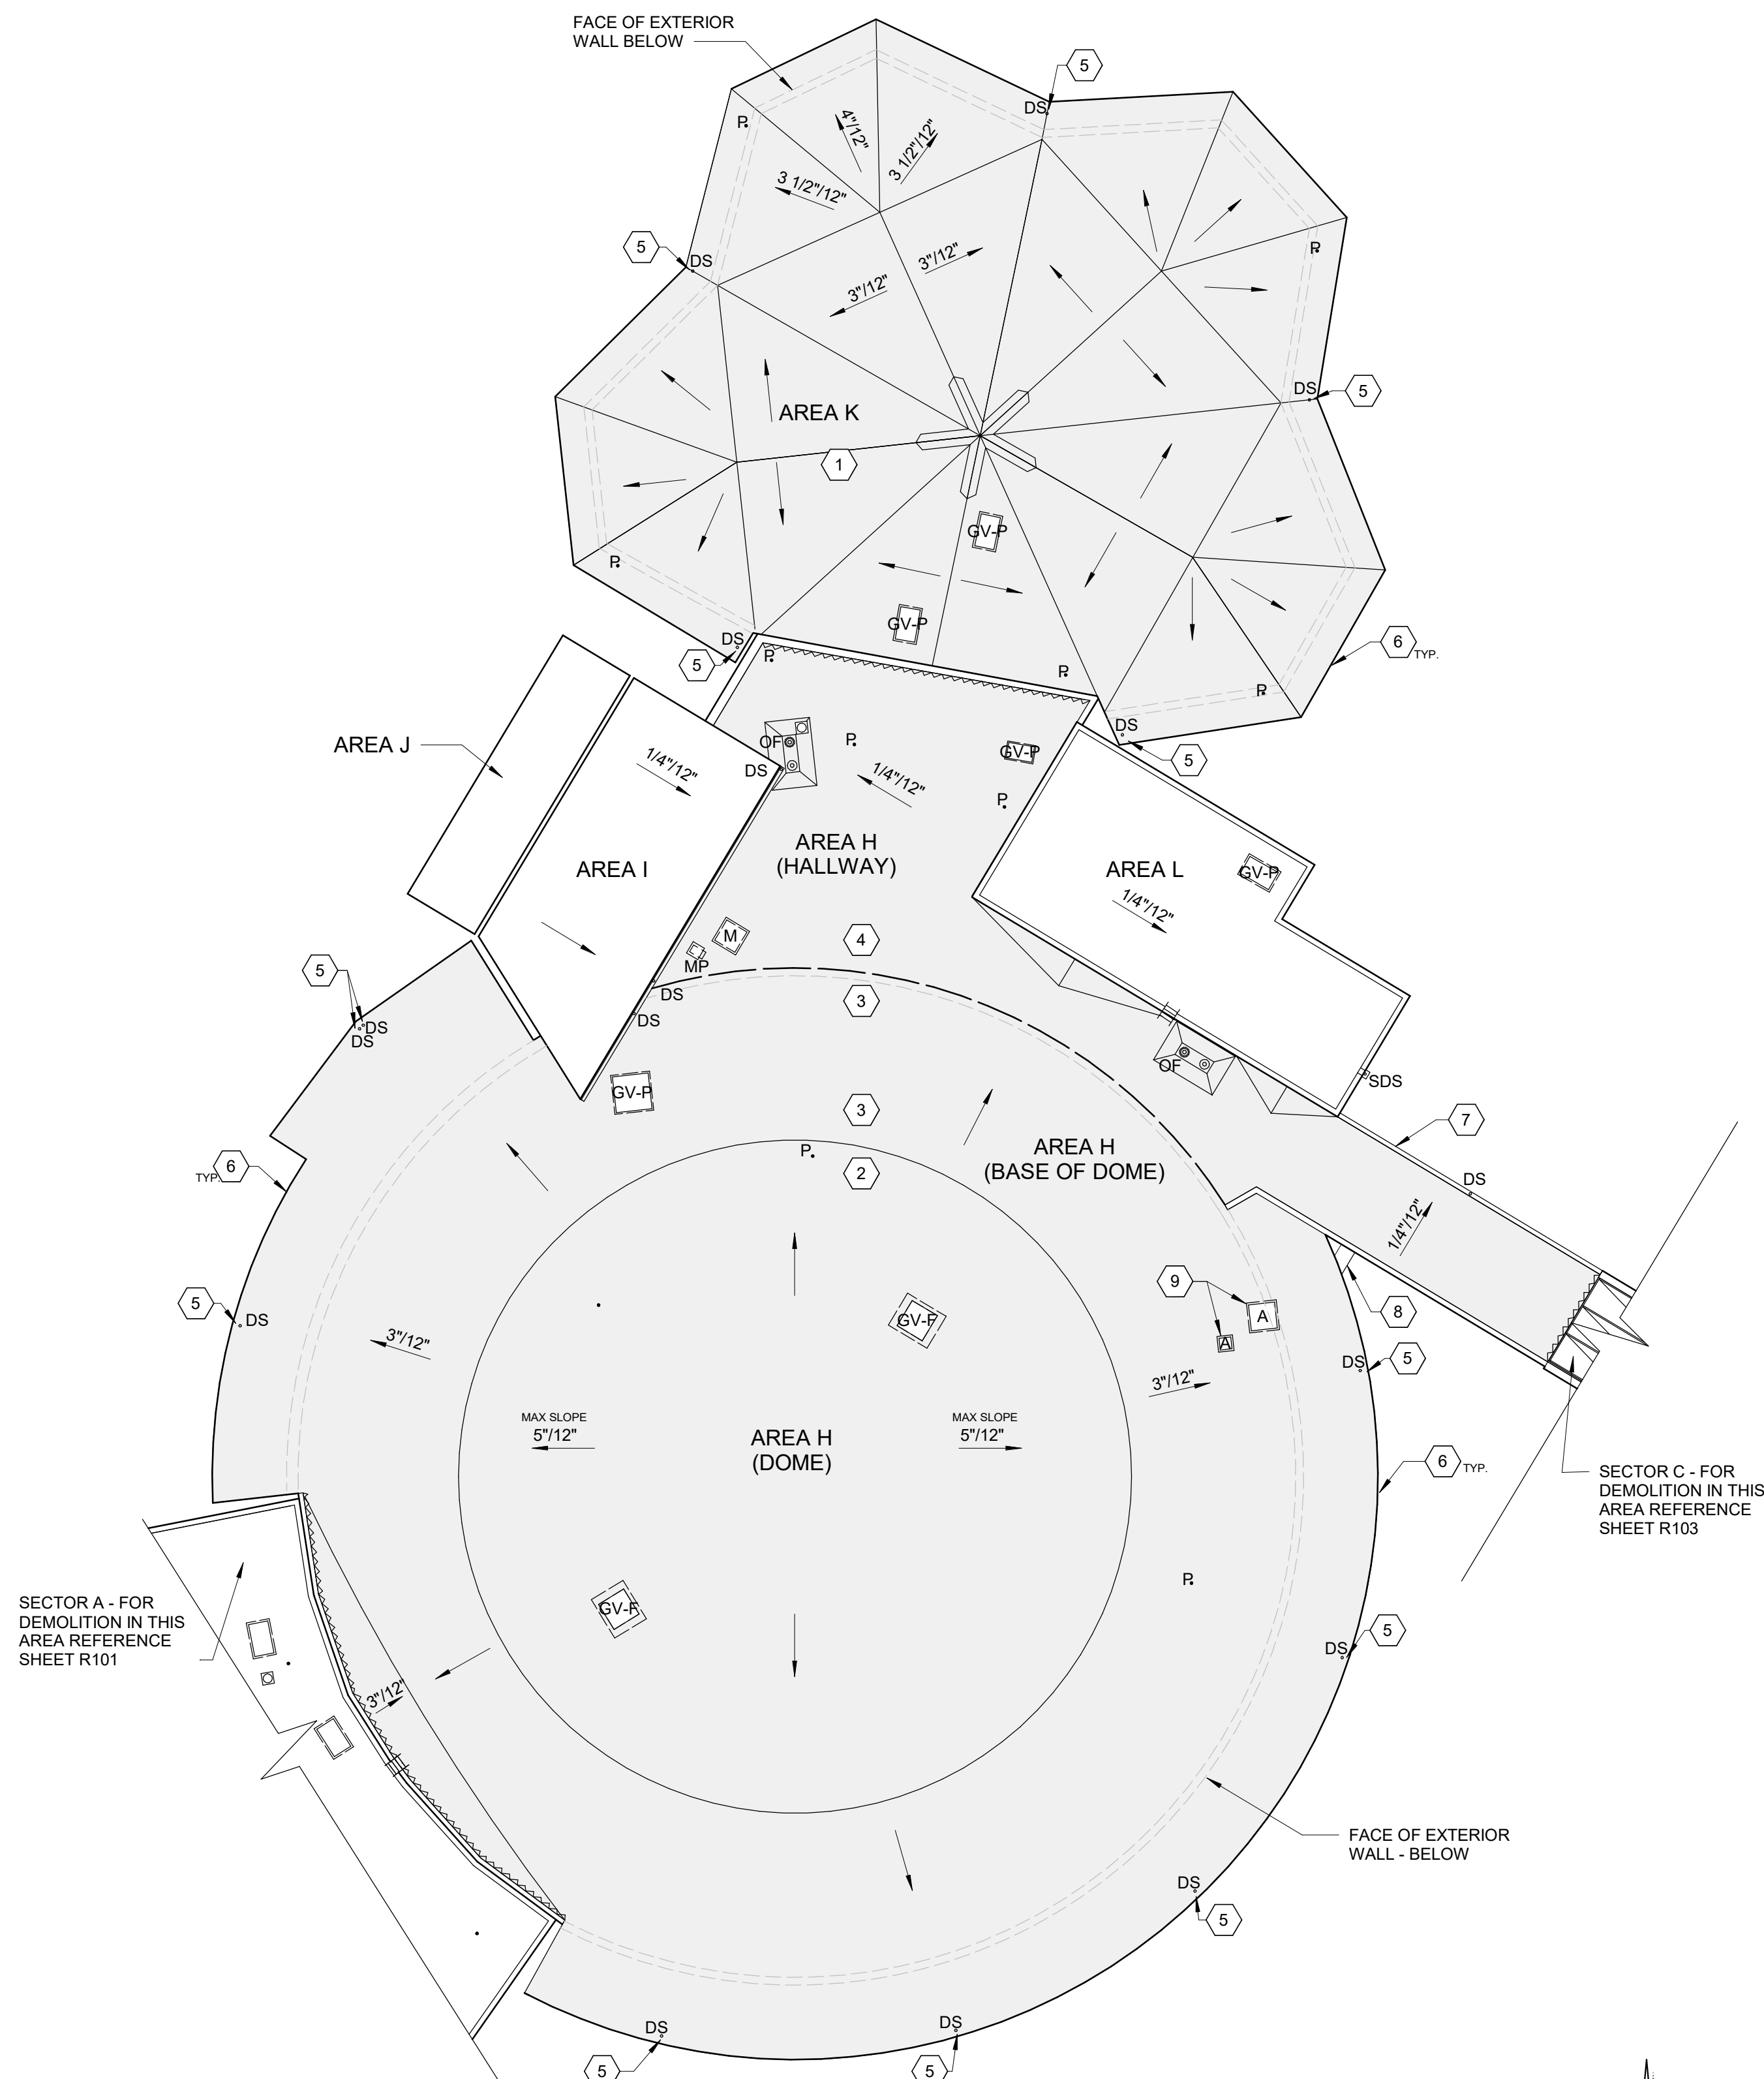 FACE OF EXTERIOR
WALL BELOW
5
DS
P.
4"/12"
3 1/2"/12"
3 1/2"/12"
5
DS
P.
3"/12"
3"/12"
DS
5
AREA K
1
GV-P
P.
GV-P
DS
5
P.
P.
P.
6
TYP.
DS
5
AREA J
OF
P.
GV-P
DS
1/4"/12"
1/4"/12"
P.
AREA H
(HALLWAY)
AREA I
AREA L
GV-P
1/4"/12"
M
MP
4
5
DS
DS
DS
3
DS
OF
SDS
GV-P
3
7
AREA H
(BASE OF DOME)
P.
2
6
TYP.
DS
1/4"/12"
9
A
A
8
5
DS
GV-F
3"/12"
3"/12"
DS
5
MAX SLOPE
5"/12"
MAX SLOPE
5"/12"
AREA H
(DOME)
6
TYP.
SECTOR C - FOR
DEMOLITION IN THIS
AREA REFERENCE
SHEET R103
P.
SECTOR A - FOR
DEMOLITION IN THIS
AREA REFERENCE
SHEET R101
GV-F
DS
5
3"/12"
FACE OF EXTERIOR
WALL - BELOW
DS
5
DS
5
DS
5